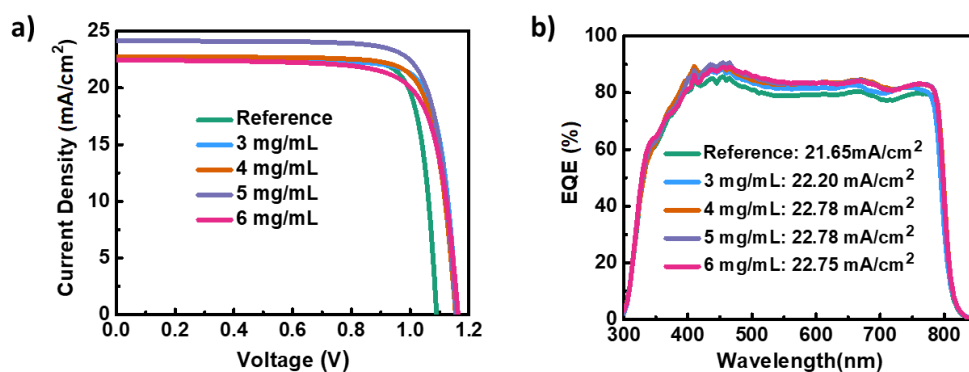 a)
25
20
15
10
5
0
Current Density (mA/cm²)
Reference
3 mg/mL
4 mg/mL
5 mg/mL
6 mg/mL
0.0 0.2 0.4 0.6 0.8 1.0 1.2
Voltage (V)
b)
100
80
60
40
20
0
EQE (%)
Reference: 21.65mA/cm²
3 mg/mL: 22.20 mA/cm²
4 mg/mL: 22.78 mA/cm²
5 mg/mL: 22.78 mA/cm²
6 mg/mL: 22.75 mA/cm²
300 400 500 600 700 800
Wavelength(nm)